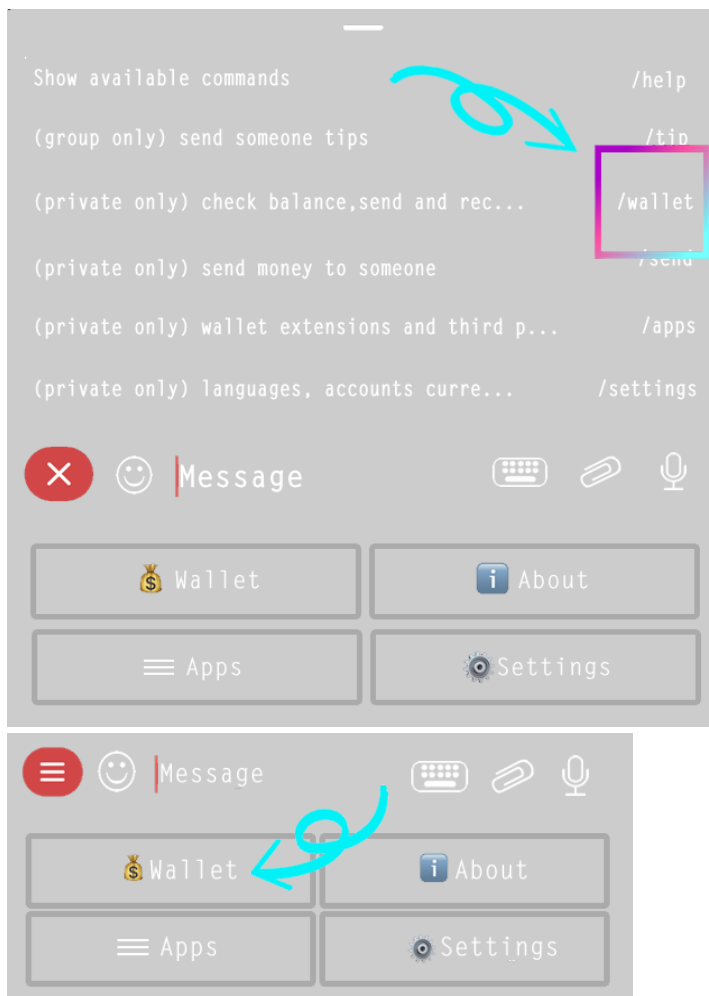 Show available commands /help
(group only) send someone tips /tip
(private only) check balance,send and rec... /wallet
(private only) send money to someone /send
(private only) wallet extensions and third p... /apps
(private only) languages, accounts curre... /settings
Message
Wallet
About
Apps
Settings
Message
Wallet
About
Apps
Settings